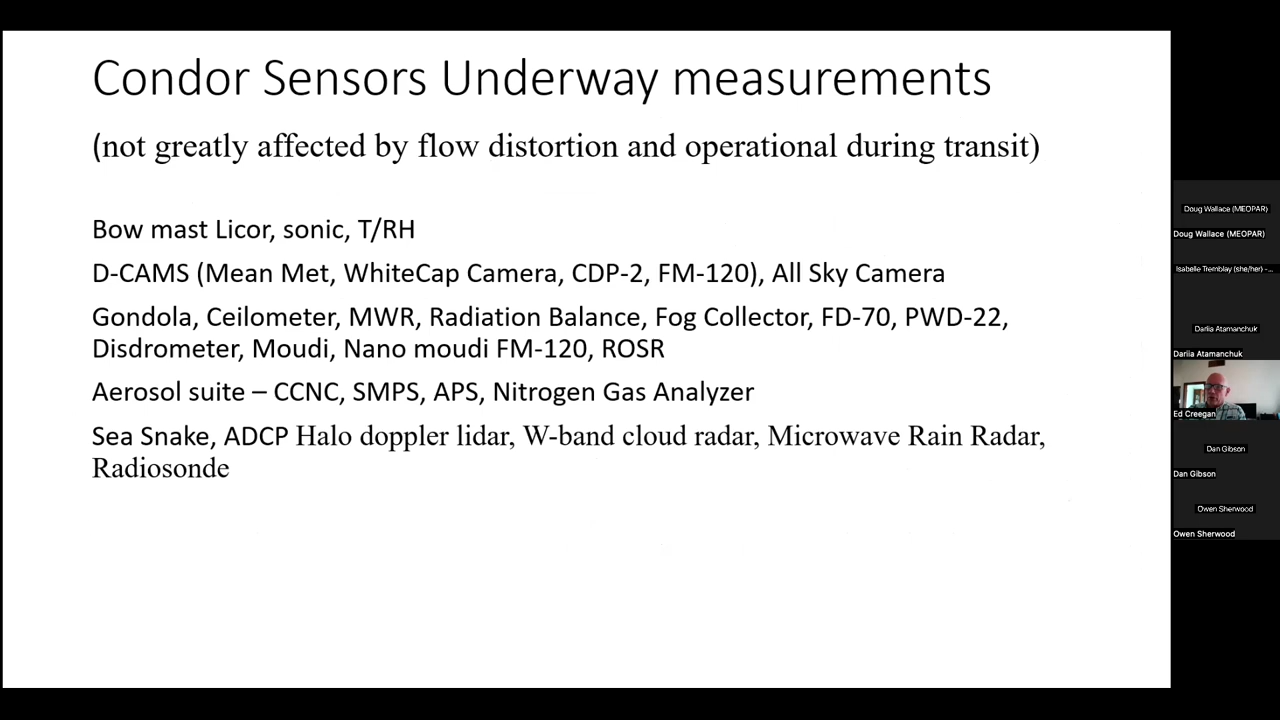 Condor Sensors Underway measurements
(not greatly affected by flow distortion and operational during transit)
Bow mast Licor, sonic, T/RH
D-CAMS (Mean Met, WhiteCap Camera, CDP-2, FM-120), All Sky Camera
Gondola, Ceilometer, MWR, Radiation Balance, Fog Collector, FD-70, PWD-22,
Disdrometer, Moudi, Nano moudi FM-120, ROSR
Aerosol suite – CCNC, SMPS, APS, Nitrogen Gas Analyzer
Sea Snake, ADCP Halo doppler lidar, W-band cloud radar, Microwave Rain Radar,
Radiosonde
Doug Wallace (MEOPAR)
Doug Wallace (MEOPAR)
Isabelle Tremblay (she/her) -...
Dariia Atamanchuk
Dariia Atamanchuk
Ed Creegan
Dan Gibson
Dan Gibson
Owen Sherwood
Owen Sherwood